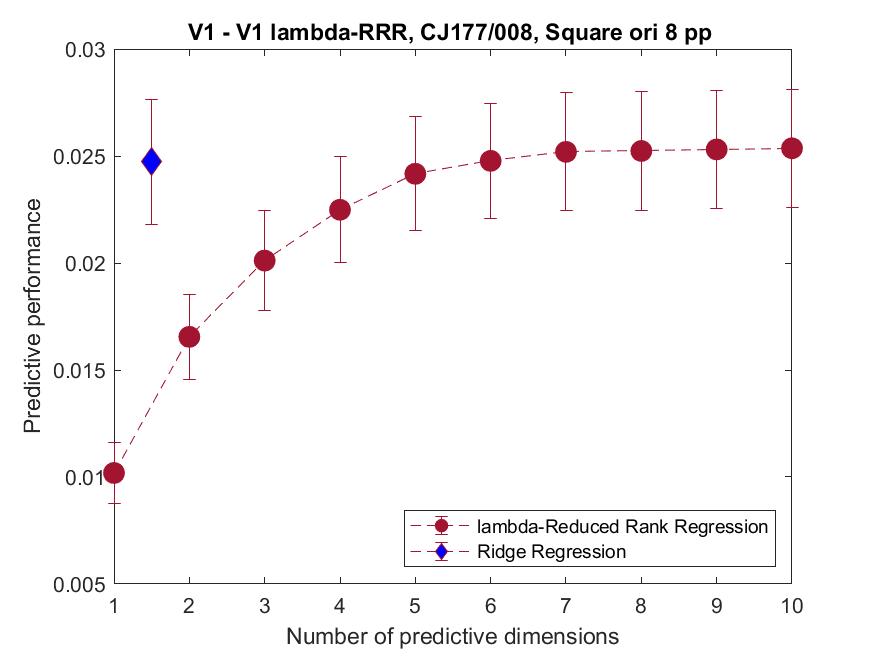 V1 - V1 lambda-RRR, CJ177/008, Square ori 8 pp
0.03
0.025
0.02
0.015
0.01
0.005
Predictive performance
lambda-Reduced Rank Regression
Ridge Regression
1 2 3 4 5 6 7 8 9 10
Number of predictive dimensions